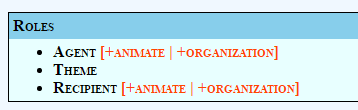 Roles
• Agent [+animate | +organization]
• Theme
• Recipient [+animate | +organization]